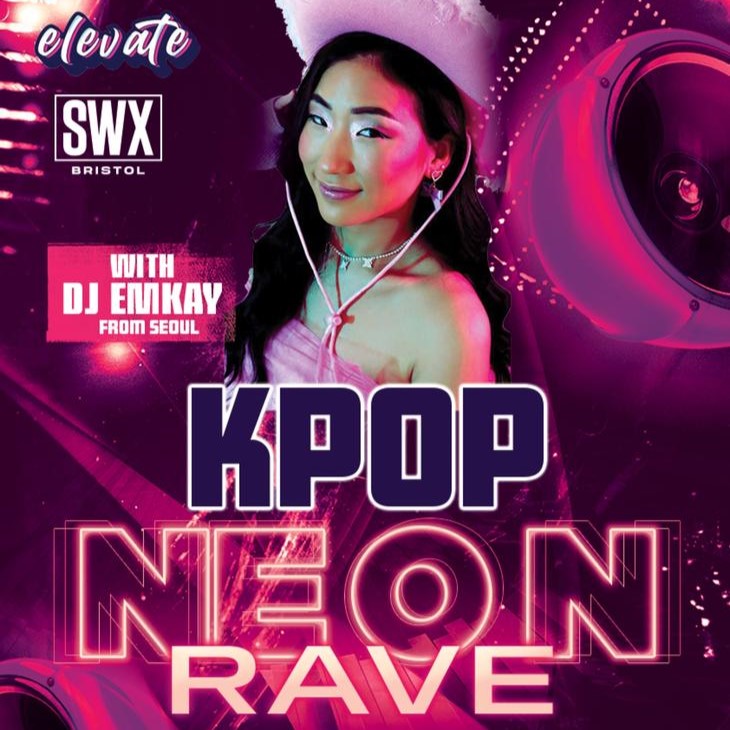 elevate
SWX
BRISTOL
WITH
DJ EMKAY
FROM SEOUL
KPOP
NEON
RAVE